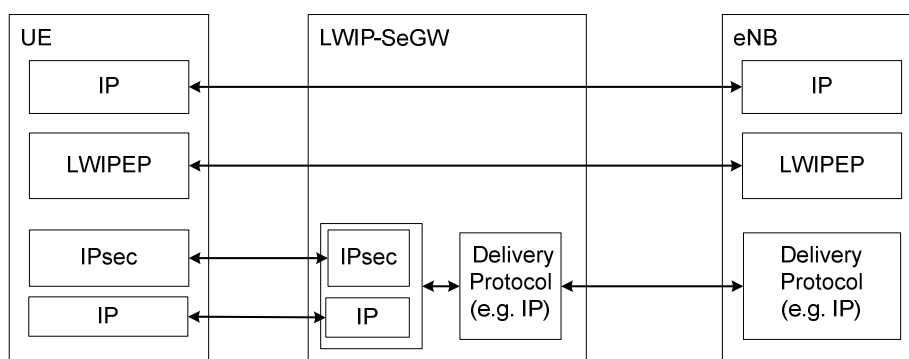 UE
LWIP-SeGW
eNB
IP
IP
LWIPEP
LWIPEP
IPsec
IPsec
Delivery
Protocol
(e.g. IP)
Delivery
Protocol
(e.g. IP)
IP
IP